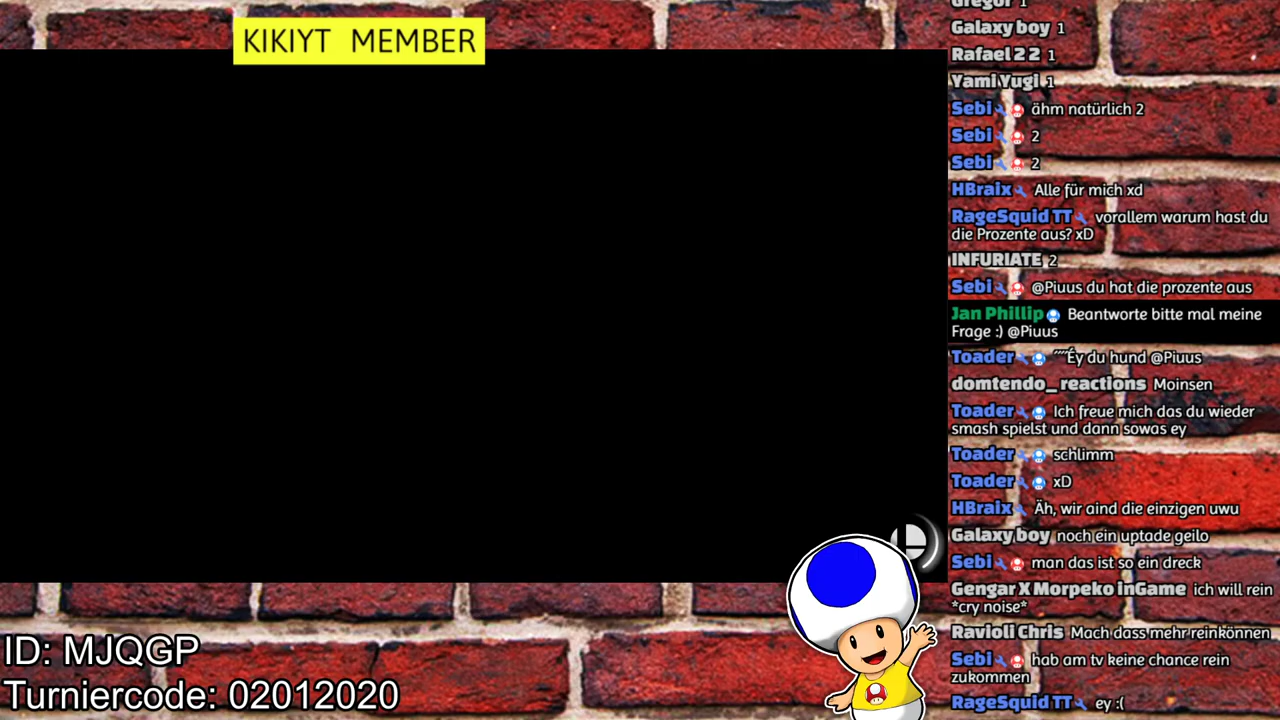 KIKIYT MEMBER
Gregor 1
Galaxy boy 1
Rafael 2 2 1
Yami Yugi 1
Sebi ähm natürlich 2
Sebi 2
Sebi 2
HBraix Alle für mich xd
RageSquid TT vorallem warum hast du
die Prozente aus? xD
INFURIATE 2
Sebi @Piuus du hat die prozente aus
Jan Phillip Beantworte bitte mal meine
Frage :) @Piuus
Toader ´´´´Éy du hund @Piuus
domtendo_reactions Moinsen
Toader Ich freue mich das du wieder
smash spielst und dann sowas ey
Toader schlimm
Toader xD
HBraix Äh, wir aind die einzigen uwu
Galaxy boy noch ein uptade geilo
Sebi man das ist so ein dreck
Gengar X Morpeko inGame ich will rein
*cry noise*
Ravioli Chris Mach dass mehr reinkönnen
Sebi hab am tv keine chance rein
zukommen
RageSquid TT ey :(
ID: MJQGP
Turniercode: 02012020